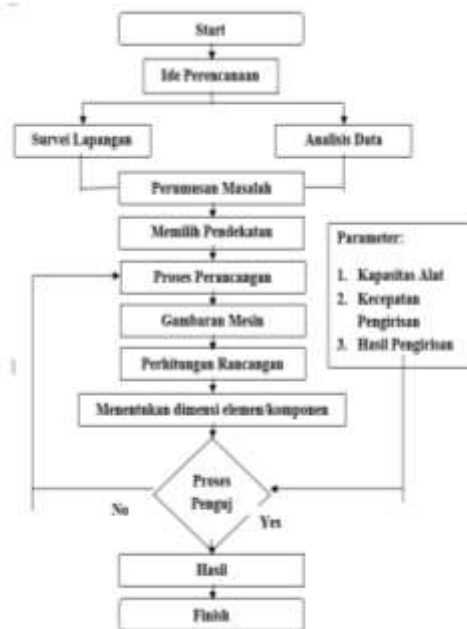 Start
Ide Perencanaan
Survei Lapangan
Analisis Data
Perumusan Masalah
Memilih Pendekatan
Parameter:
1. Kapasitas Alat
2. Kecepatan
Pengirisan
3. Hasil Pengirisan
Proses Perancangan
Gambaran Mesin
Perhitungan Rancangan
Menentukan dimensi elemen/komponen
Proses
Penguj
No
Yes
Hasil
Finish